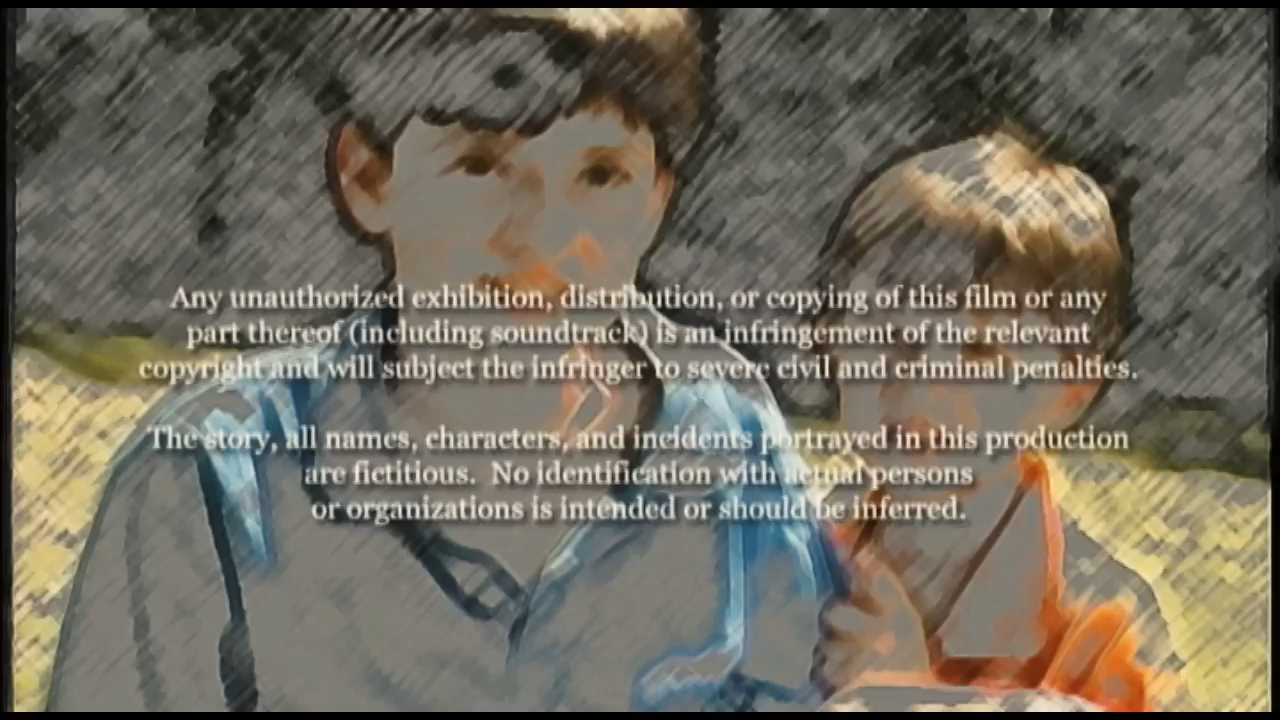 Any unauthorized exhibition, distribution, or copying of this film or any
part thereof (including soundtrack) is an infringement of the relevant
copyright and will subject the infringer to severe civil and criminal penalties.
The story, all names, characters, and incidents portrayed in this production
are fictitious.  No identification with actual persons
or organizations is intended or should be inferred.